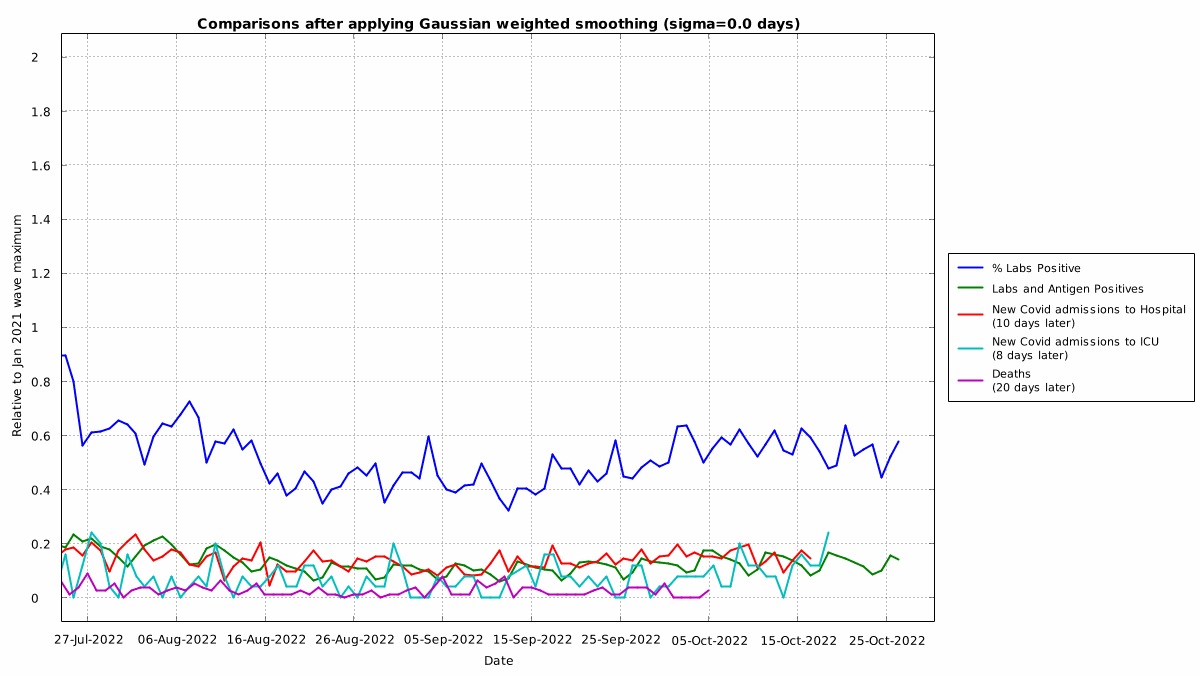 Comparisons after applying Gaussian weighted smoothing (sigma=0.0 days)
2
1.8
1.6
1.4
1.2
1
0.8
0.6
0.4
0.2
0
Relative to Jan 2021 wave maximum
27-Jul-2022 06-Aug-2022 16-Aug-2022 26-Aug-2022 05-Sep-2022 15-Sep-2022 25-Sep-2022 05-Oct-2022 15-Oct-2022 25-Oct-2022
Date
% Labs Positive
Labs and Antigen Positives
New Covid admissions to Hospital
(10 days later)
New Covid admissions to ICU
(8 days later)
Deaths
(20 days later)